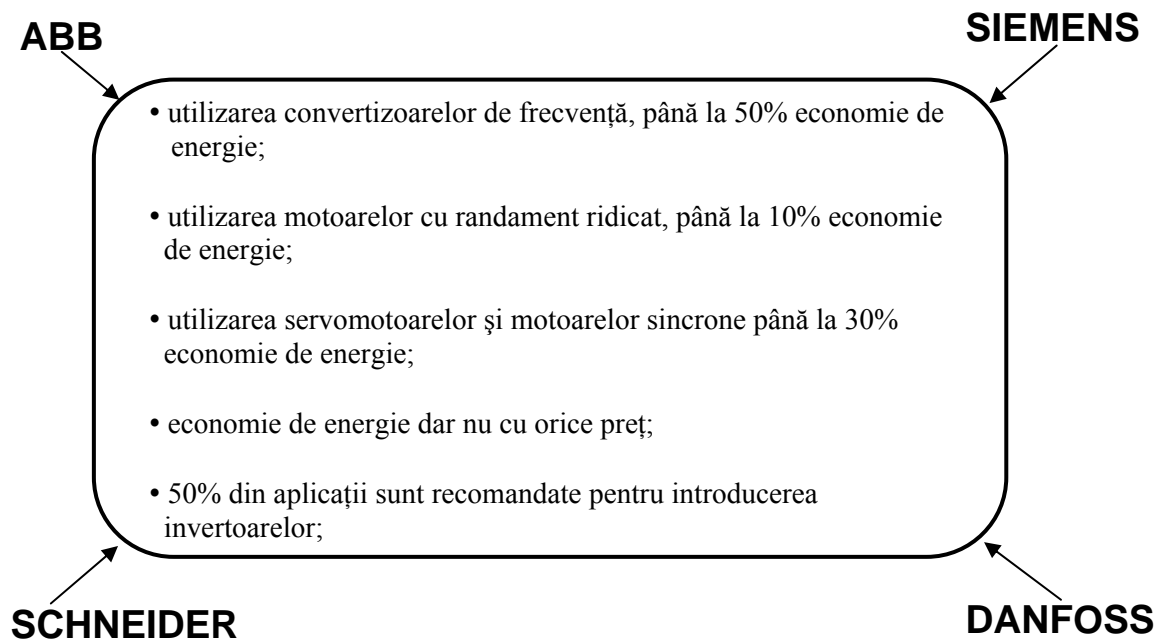 ABB
SIEMENS
• utilizarea convertizoarelor de frecvență, până la 50% economie de
energie;
• utilizarea motoarelor cu randament ridicat, până la 10% economie
de energie;
• utilizarea servomotoarelor şi motoarelor sincrone până la 30%
economie de energie;
• economie de energie dar nu cu orice preț;
• 50% din aplicații sunt recomandate pentru introducerea
invertoarelor;
SCHNEIDER
DANFOSS